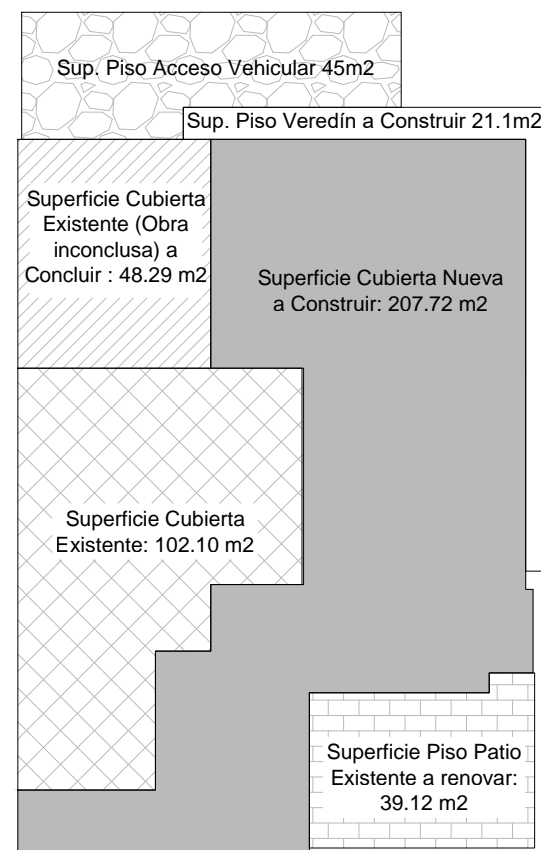 Sup. Piso Acceso Vehicular 45m2
Sup. Piso Veredín a Construir 21.1m2
Superficie Cubierta
Existente (Obra
inconclusa) a
Concluir : 48.29 m2
Superficie Cubierta Nueva
a Construir: 207.72 m2
Superficie Cubierta
Existente: 102.10 m2
Superficie Piso Patio
Existente a renovar:
39.12 m2